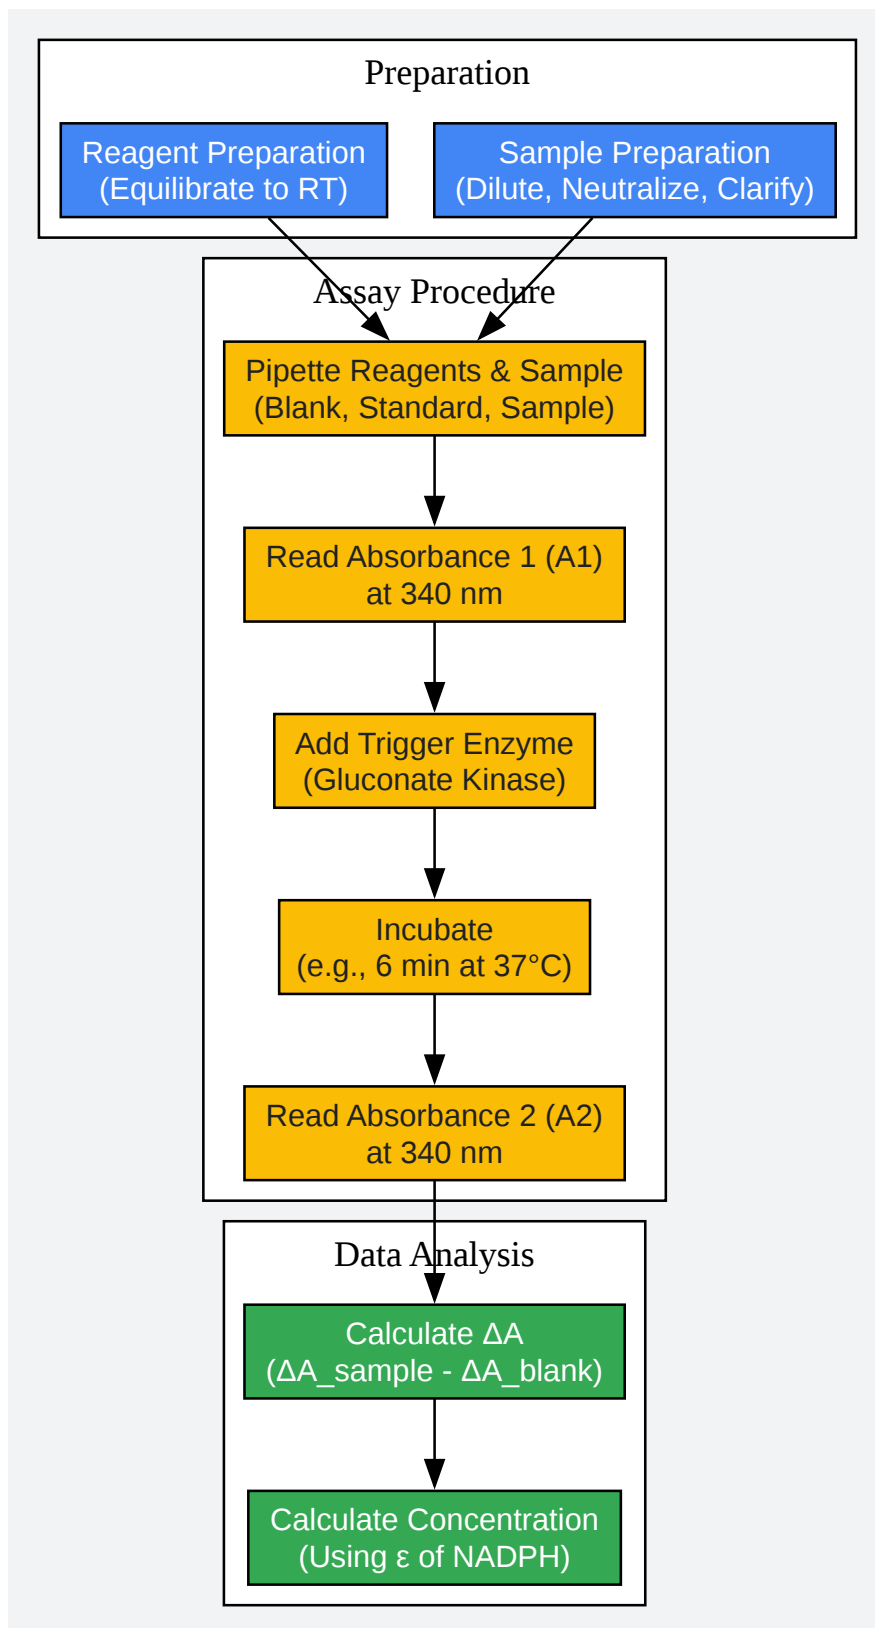 Preparation
Reagent Preparation
(Equilibrate to RT)
Sample Preparation
(Dilute, Neutralize, Clarify)
Assay Procedure
Pipette Reagents & Sample
(Blank, Standard, Sample)
Read Absorbance 1 (A1)
at 340 nm
Add Trigger Enzyme
(Gluconate Kinase)
Incubate
(e.g., 6 min at 37°C)
Read Absorbance 2 (A2)
at 340 nm
Data Analysis
Calculate ΔA
(ΔA_sample - ΔA_blank)
Calculate Concentration
(Using ε of NADPH)